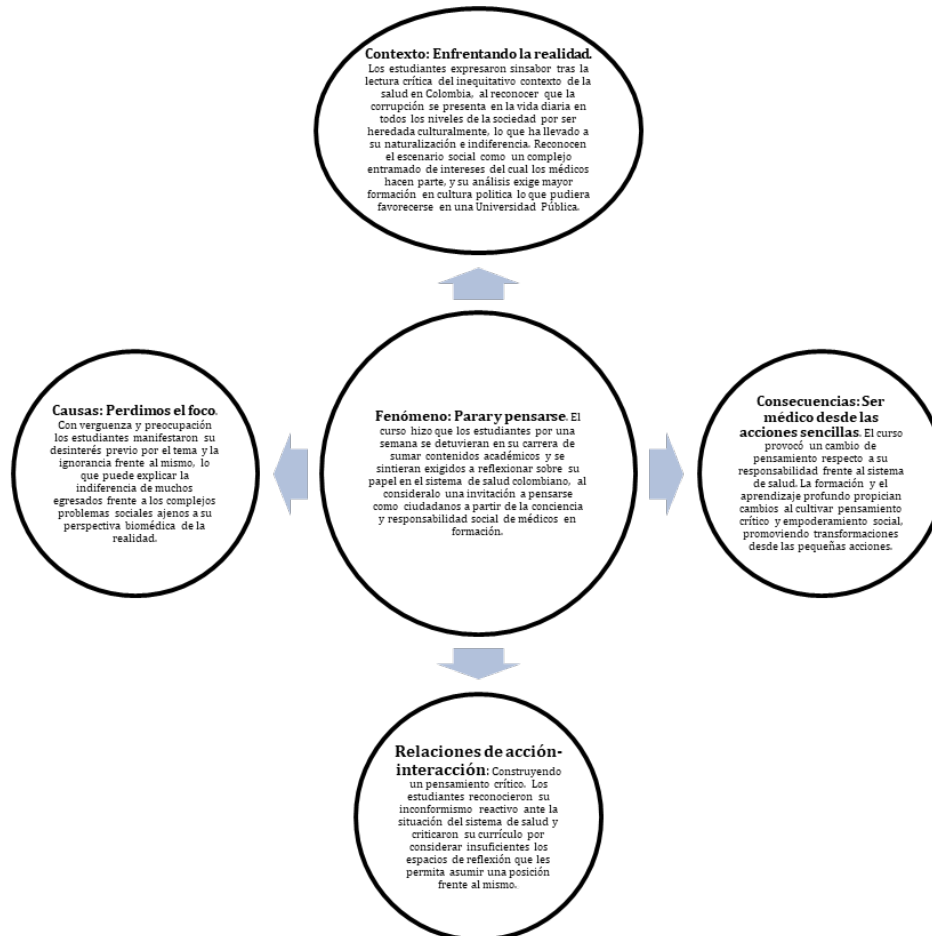 Contexto: Enfrentando la realidad.
Los estudiantes expresaron sinsabor tras la
lectura crítica del inequitativo contexto de la
salud en Colombia, al reconocer que la
corrupción se presenta en la vida diaria en
todos los niveles de la sociedad por ser
heredada culturalmente, lo que ha llevado a
su naturalización e indiferencia. Reconocen
el escenario social como un complejo
entramado de intereses del cual los médicos
hacen parte, y su análisis exige mayor
formación en cultura politica lo que pudiera
favorecerse en una Universidad Pública.
Causas: Perdimos el foco.
Con verguenza y preocupación
los estudiantes manifestaron su
desinterés previo por el tema y la
ignorancia frente al mismo, lo
que puede explicar la
indiferencia de muchos
egresados frente a los complejos
problemas sociales ajenos a su
perspectiva biomédica de la
realidad.
Fenómeno: Parar y pensarse. El
curso hizo que los estudiantes por una
semana se detuvieran en su carrera de
sumar contenidos académicos y se
sintieran exigidos a reflexionar sobre su
papel en el sistema de salud colombiano, al
consideralo una invitación a pensarse
como ciudadanos a partir de la conciencia
y responsabilidad social de médicos en
formación.
Consecuencias: Ser
médico desde las
acciones sencillas. El curso
provocó un cambio de
pensamiento respecto a su
responsabilidad frente al sistema
de salud. La formación y el
aprendizaje profundo propician
cambios al cultivar pensamiento
crítico y empoderamiento social,
promoviendo transformaciones
desde las pequeñas acciones.
Relaciones de acción-
interacción: Construyendo
un pensamiento crítico. Los
estudiantes reconocieron su
inconformismo reactivo ante la
situación del sistema de salud y
criticaron su currículo por
considerar insuficientes los
espacios de reflexión que les
permita asumir una posición
frente al mismo.